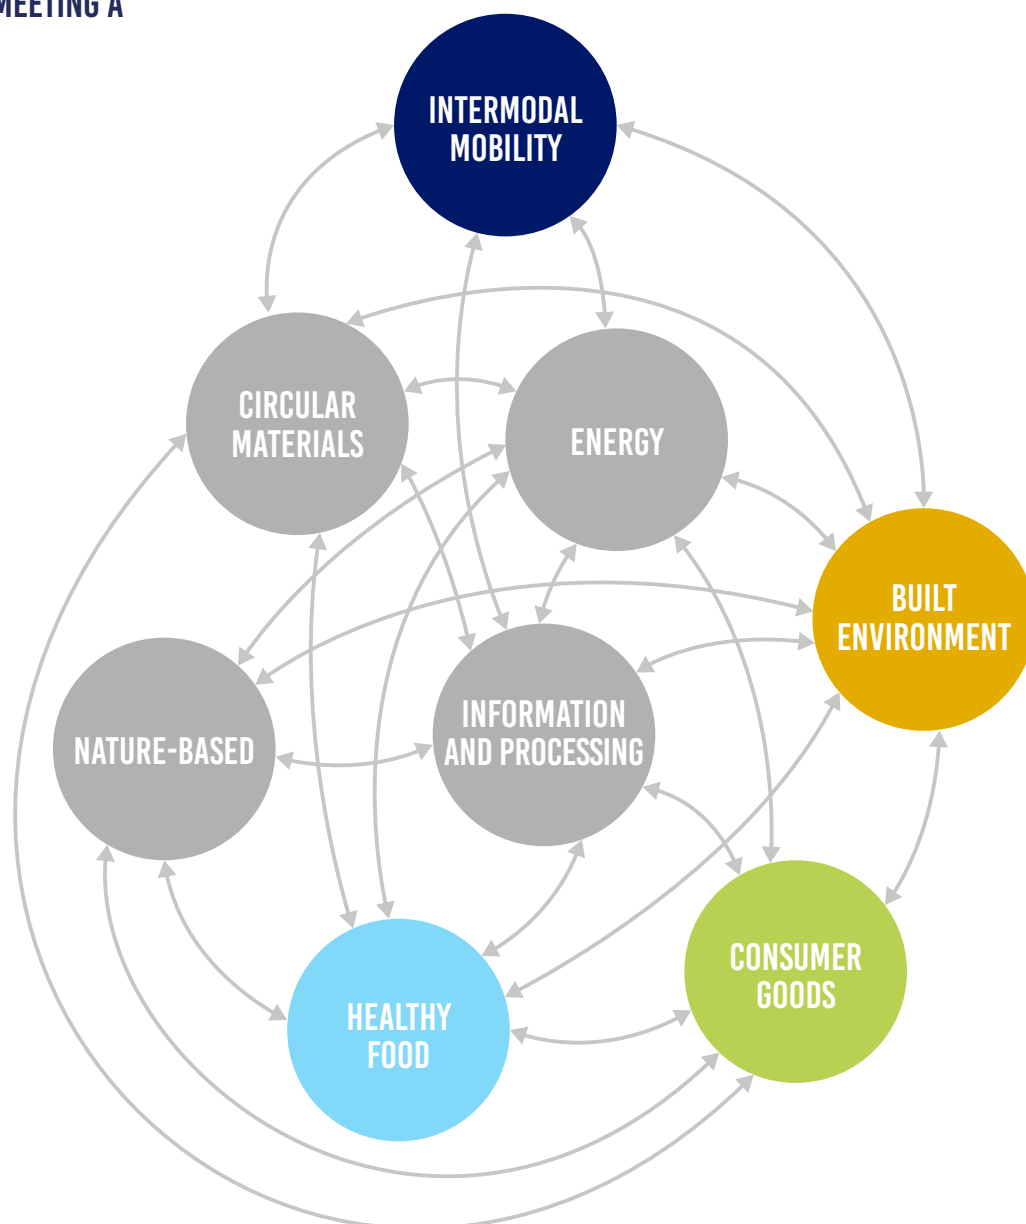 MEETING A
INTERMODAL
MOBILITY
CIRCULAR
MATERIALS
ENERGY
BUILT
ENVIRONMENT
INFORMATION
AND PROCESSING
NATURE-BASED
CONSUMER
GOODS
HEALTHY
FOOD